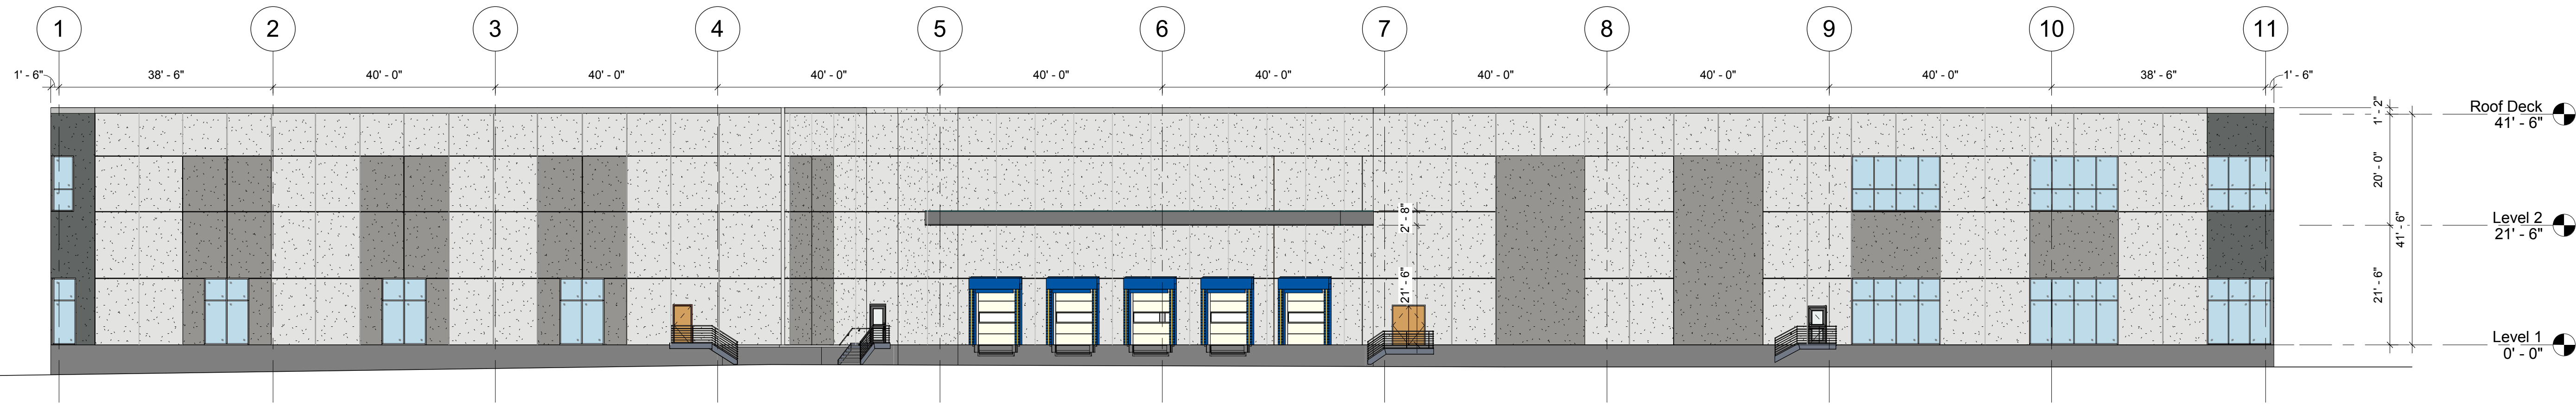 1 2 3 4 5 6 7 8 9 10 11
1' - 6" 38' - 6" 40' - 0" 40' - 0" 40' - 0" 40' - 0" 40' - 0" 40' - 0" 40' - 0" 40' - 0" 38' - 6" 1' - 6"
1' - 2"
Roof Deck
41' - 6"
20' - 0"
2' - 8"
Level 2
21' - 6"
41' - 6"
21' - 6"
21' - 6"
Level 1
0' - 0"